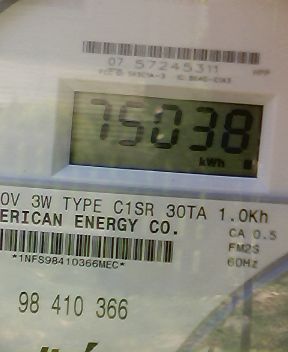 07 57245311
75038
kWh
0V 3W TYPE C1SR 30TA 1.0Kh
ERICAN ENERGY CO.
CA 0.5
FM2S
60Hz
*1NFS98410366MEC*
98 410 366